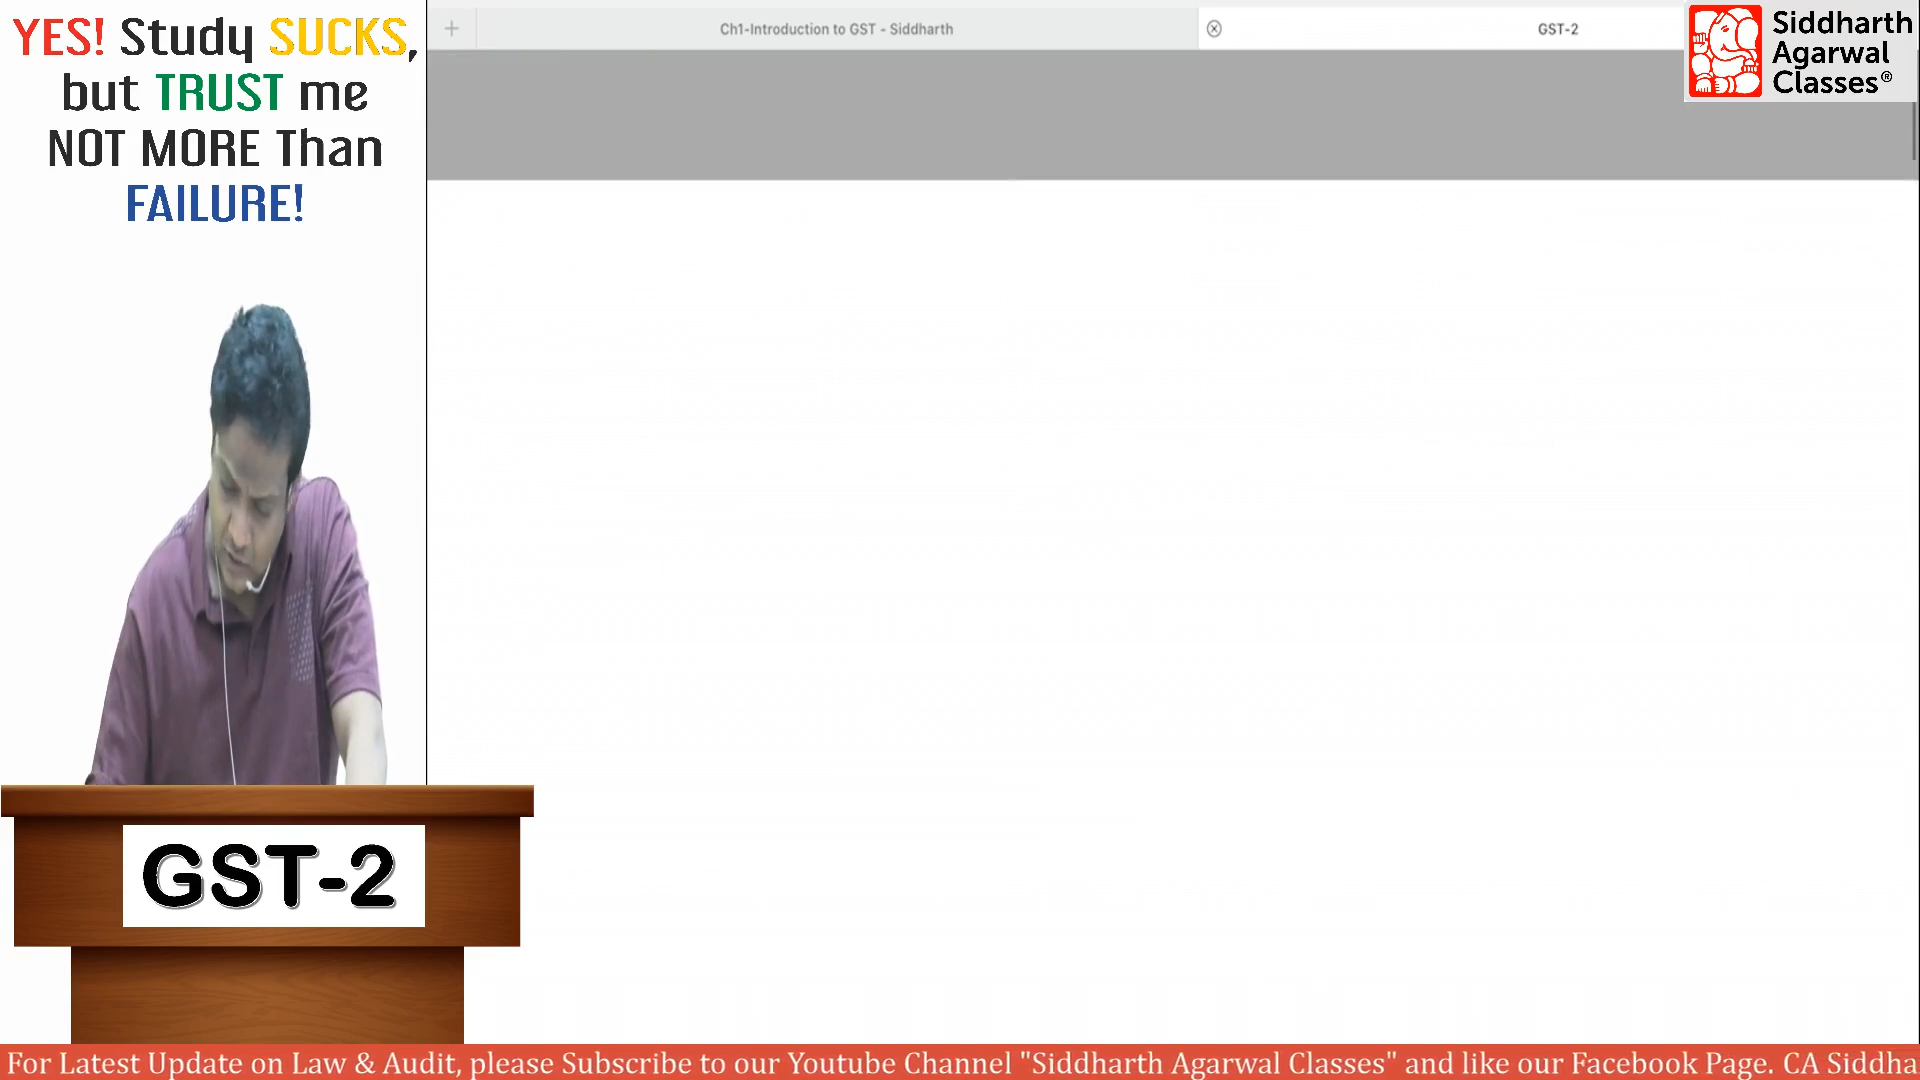 YES! Study SUCKS,
but TRUST me
NOT MORE Than
FAILURE!
Ch1-Introduction to GST - Siddharth
GST-2
Siddharth
Agarwal
Classes®
GST-2
For Latest Update on Law & Audit, please Subscribe to our Youtube Channel "Siddharth Agarwal Classes" and like our Facebook Page. CA Siddha